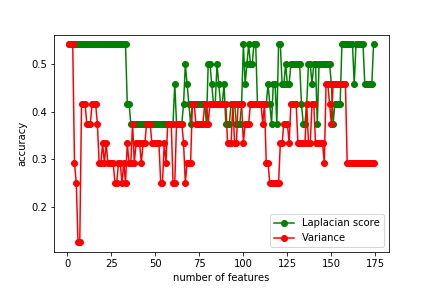 0.5
0.4
0.3
0.2
accuracy
0 25 50 75 100 125 150 175
number of features
Laplacian score
Variance